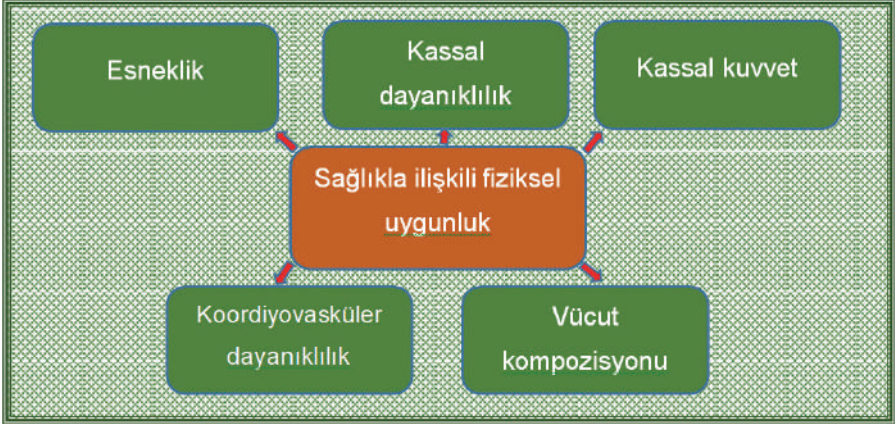 Esneklik
Kassal
dayanıklılık
Kassal kuvvet
Sağlıkla ilişkili fiziksel
uygunluk
Koordiyovasküler
dayanıklılık
Vücut
kompozisyonu